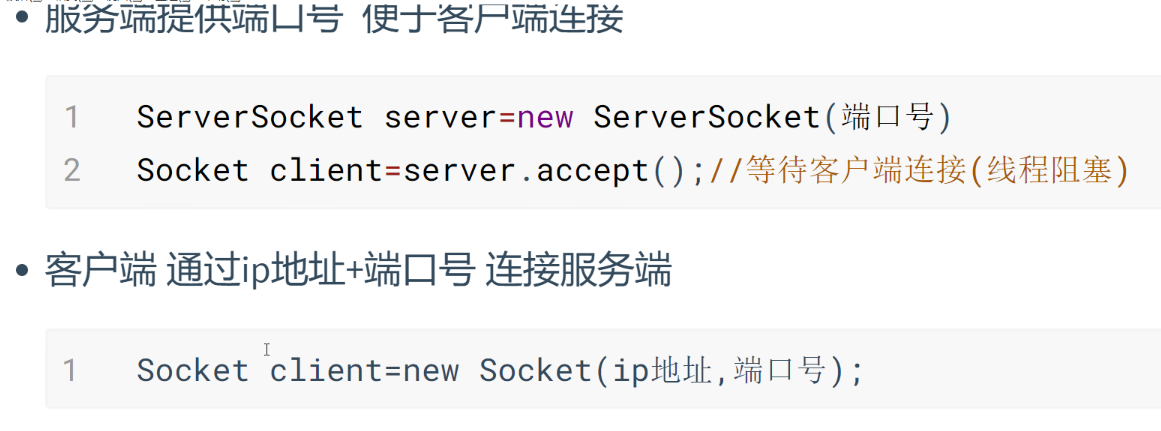 服务端提供端口号 便于客户端连接
1 ServerSocket server=new ServerSocket(端口号)
2 Socket client=server.accept();//等待客户端连接(线程阻塞)
客户端 通过ip地址+端口号 连接服务端
1 Socket client=new Socket(ip地址,端口号);